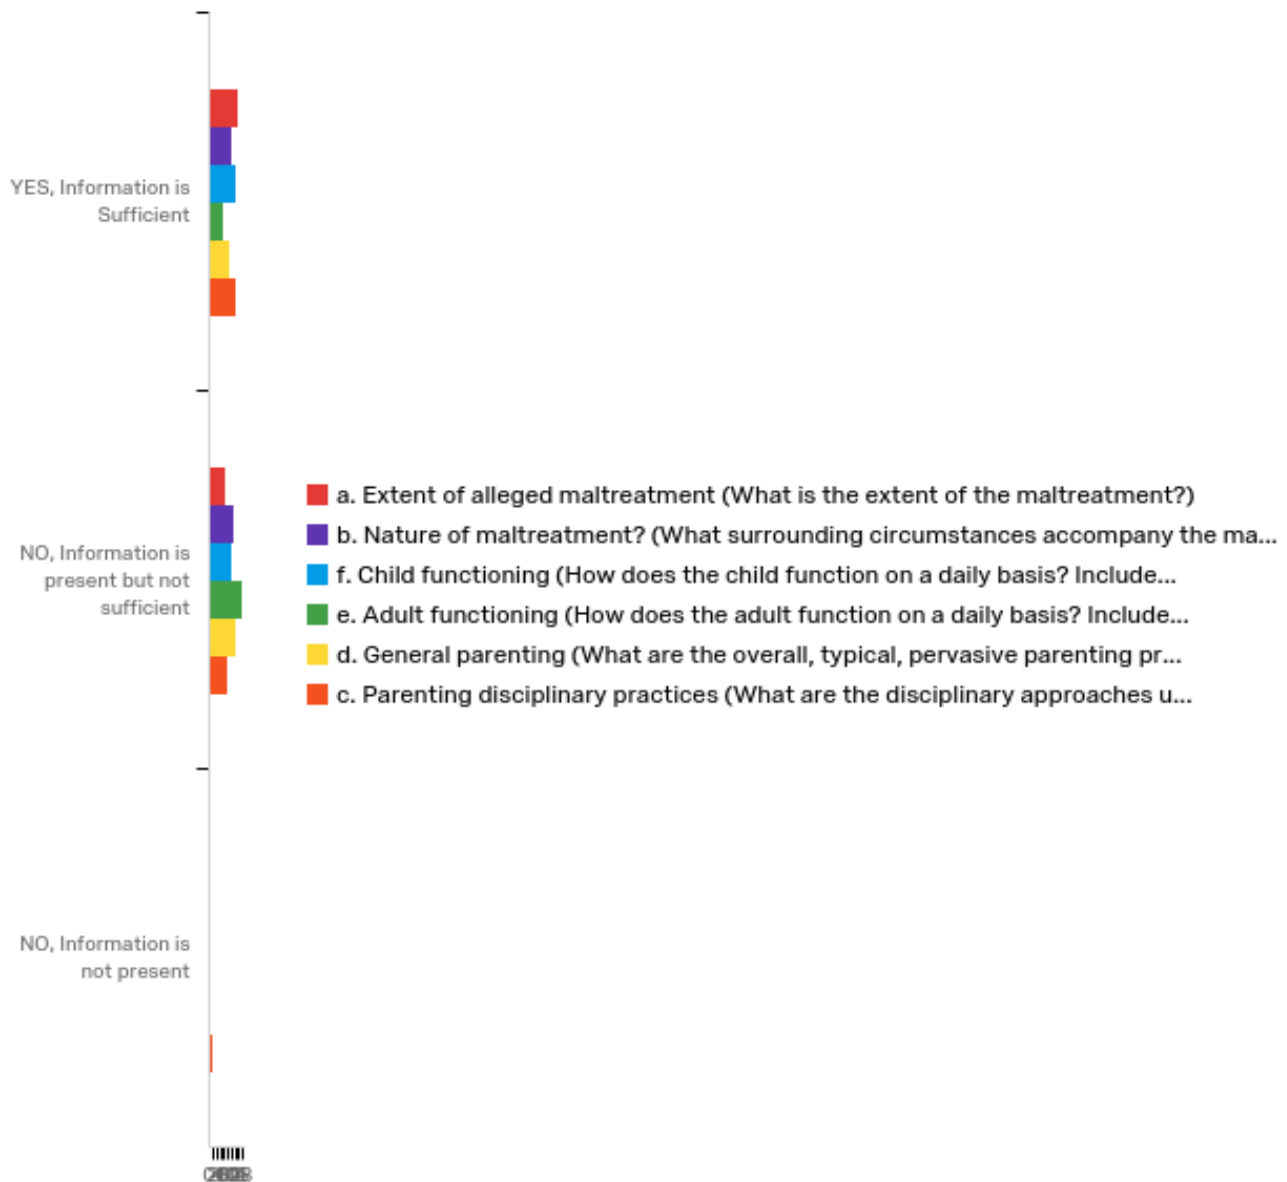 YES, Information is
Sufficient
NO, Information is
present but not
sufficient
NO, Information is
not present
a. Extent of alleged maltreatment (What is the extent of the maltreatment?)
b. Nature of maltreatment? (What surrounding circumstances accompany the ma...
f. Child functioning (How does the child function on a daily basis? Include...
e. Adult functioning (How does the adult function on a daily basis? Include...
d. General parenting (What are the overall, typical, pervasive parenting pr...
c. Parenting disciplinary practices (What are the disciplinary approaches u...